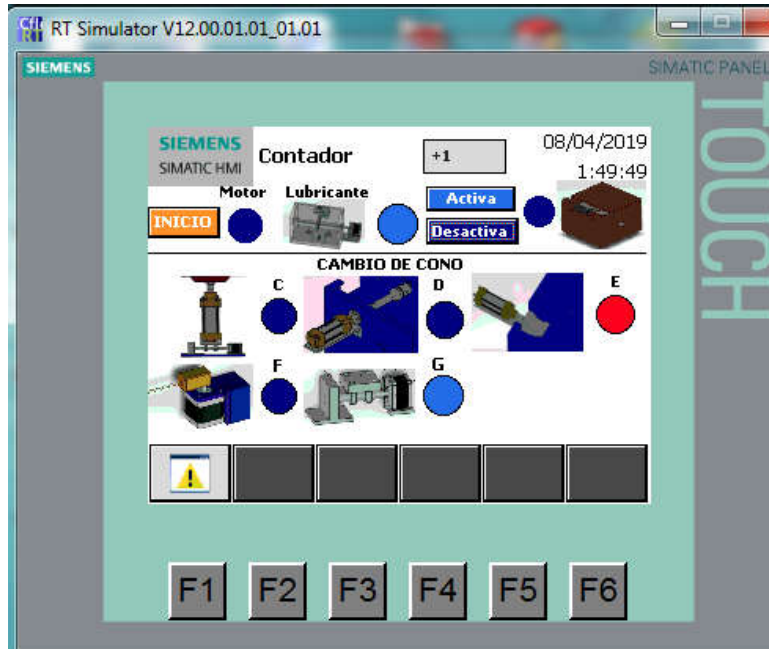 RT Simulator V12.00.01.01_01.01
SIEMENS
SIMATIC PANEL
TOUCH
SIEMENS
SIMATIC HMI
Contador
+1
08/04/2019
1:49:49
Motor
Lubricante
INICIO
Activa
Desactiva
CAMBIO DE CONO
C
D
E
F
G
F1 F2 F3 F4 F5 F6